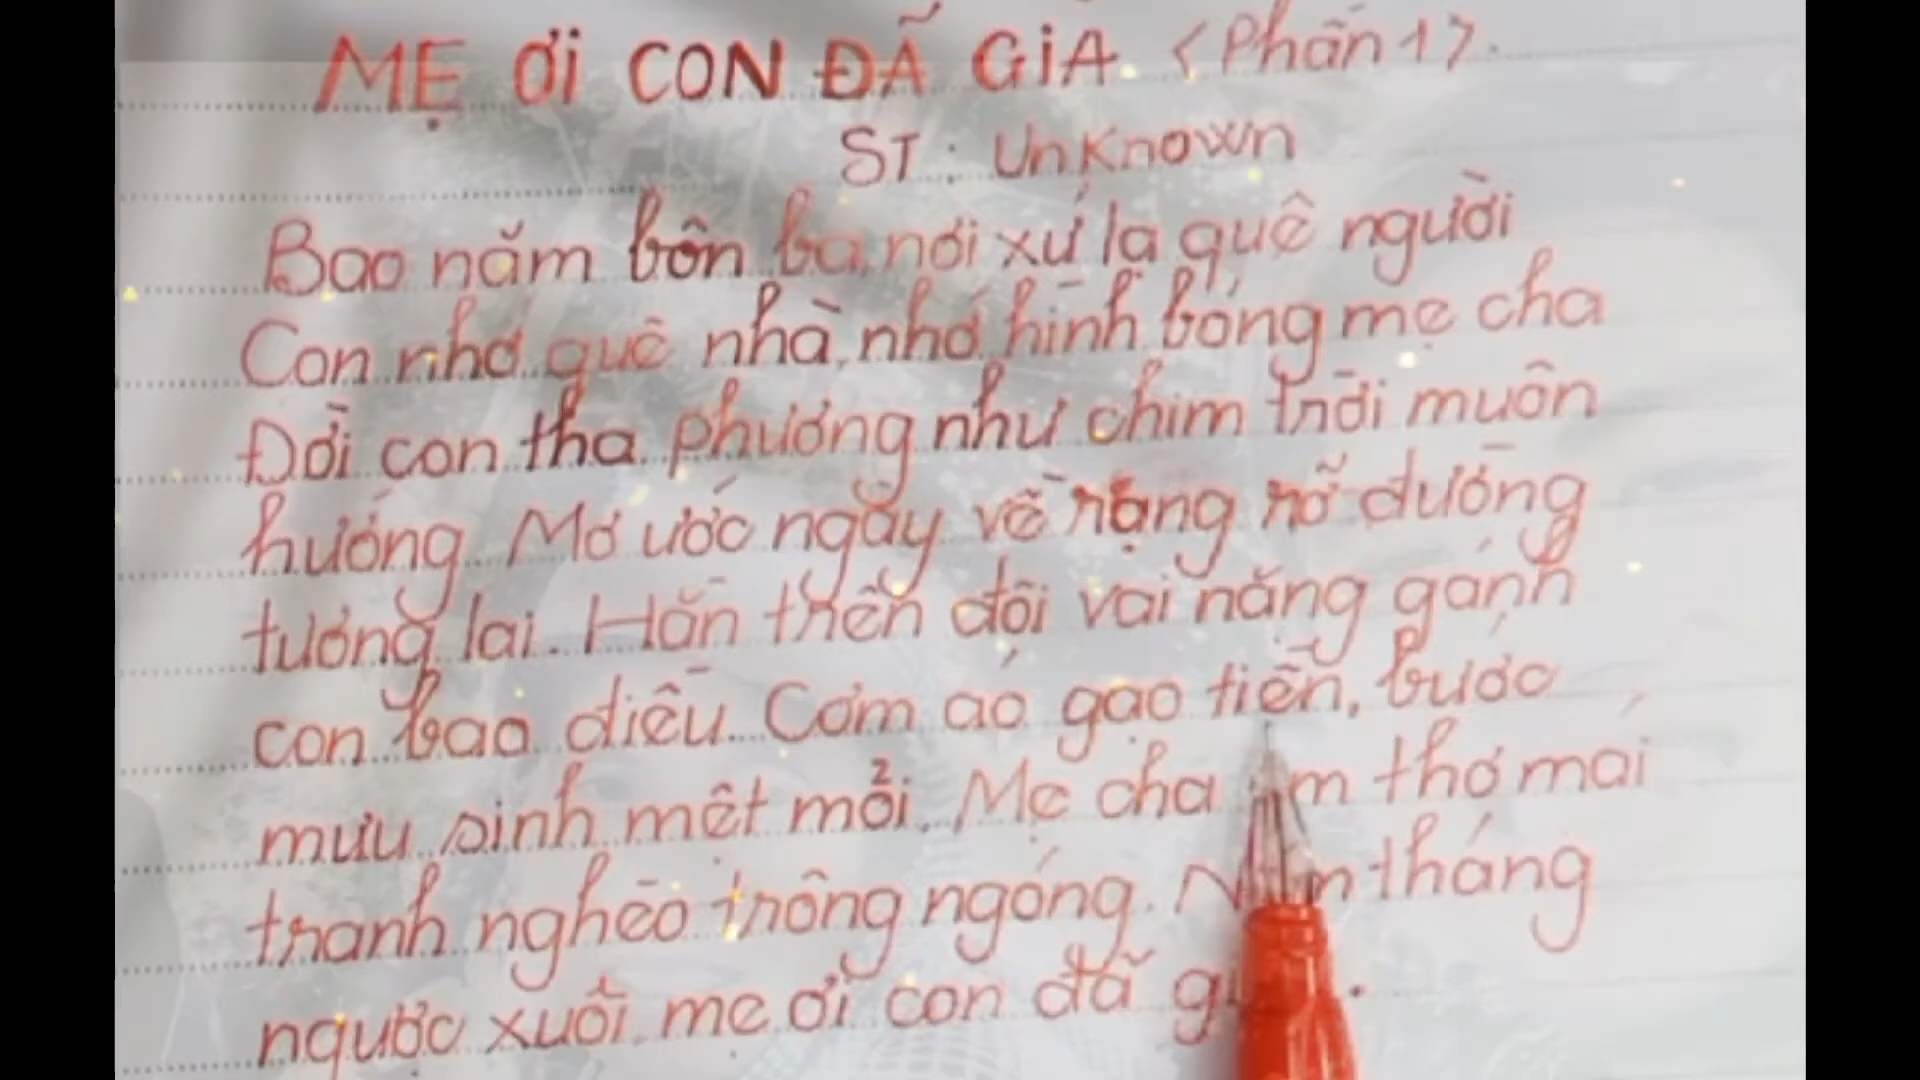 MẸ ƠI CON ĐÃ GIÀ <Phần 1>.
ST: Unknown
Bao năm bôn ba, nơi xứ lạ quê người
Con nhớ quê nhà, nhớ hình bóng mẹ cha
Đời con tha phương như chim trời muôn
hướng. Mơ ước ngày về rạng rỡ đường
tương lai. Hằn trên đôi vai nặng gánh
con bao điều. Cơm áo gạo tiền, bước
mưu sinh mệt mỏi. Mẹ cha thơ mái
tranh nghèo trông ngóng. tháng
ngược xuôi mẹ ơi con đã